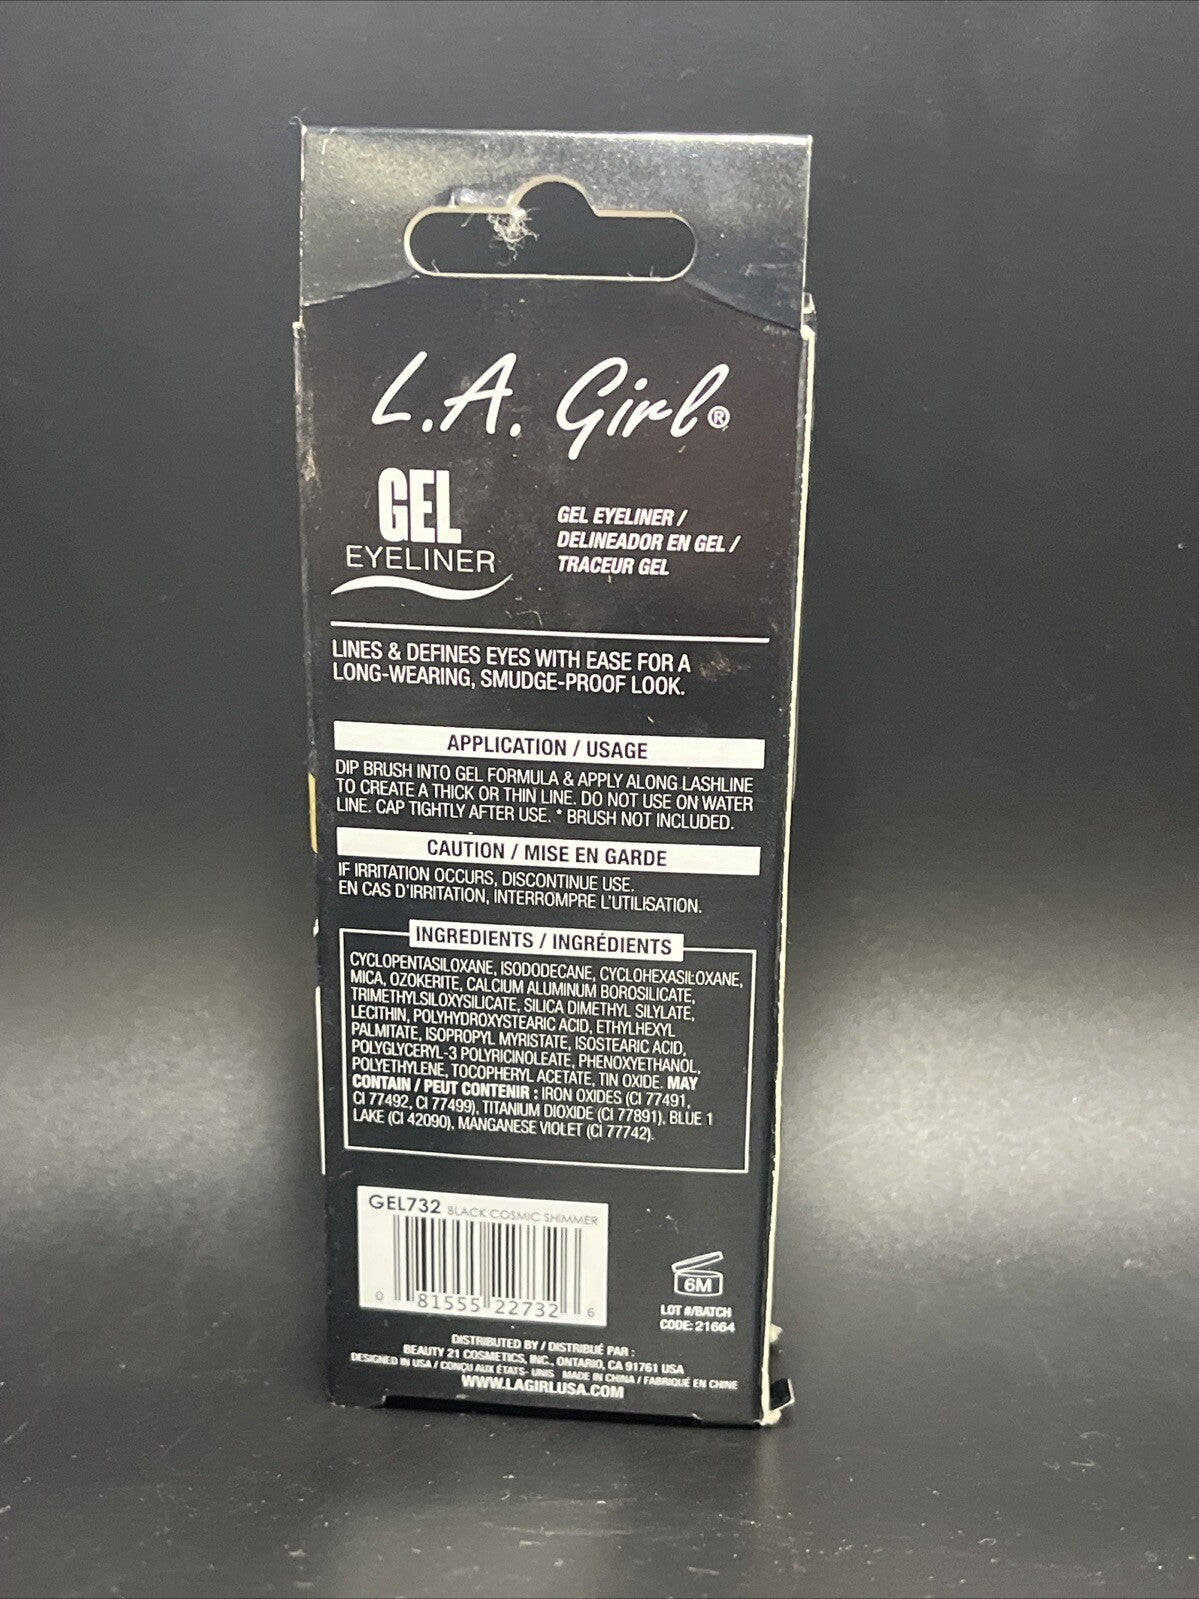 L.A. Girl®
GEL
EYELINER
GEL EYELINER /
DELINEADOR EN GEL /
TRACEUR GEL
LINES & DEFINES EYES WITH EASE FOR A
LONG-WEARING, SMUDGE-PROOF LOOK.
APPLICATION / USAGE
DIP BRUSH INTO GEL FORMULA & APPLY ALONG LASHLINE
TO CREATE A THICK OR THIN LINE. DO NOT USE ON WATER
LINE. CAP TIGHTLY AFTER USE. * BRUSH NOT INCLUDED.
CAUTION / MISE EN GARDE
IF IRRITATION OCCURS, DISCONTINUE USE.
EN CAS D'IRRITATION, INTERROMPRE L'UTILISATION.
INGREDIENTS / INGRÉDIENTS
CYCLOPENTASILOXANE, ISODODECANE, CYCLOHEXASILOXANE,
MICA, OZOKERITE, CALCIUM ALUMINUM BOROSILICATE,
TRIMETHYLSILOXYSILICATE, SILICA DIMETHYL SILYLATE,
LECITHIN, POLYHYDROXYSTEARIC ACID, ETHYLHEXYL
PALMITATE, ISOPROPYL MYRISTATE, ISOSTEARIC ACID,
POLYGLYCERYL-3 POLYRICINOLEATE, PHENOXYETHANOL,
POLYETHYLENE, TOCOPHERYL ACETATE, TIN OXIDE. MAY
CONTAIN / PEUT CONTENIR : IRON OXIDES (CI 77491,
CI 77492, CI 77499), TITANIUM DIOXIDE (CI 77891), BLUE 1
LAKE (CI 42090), MANGANESE VIOLET (CI 77742).
GEL732 BLACK COSMIC SHIMMER
0 81555 22732 6
6M
LOT #/BATCH
CODE: 21664
DISTRIBUTED BY / DISTRIBUÉ PAR :
BEAUTY 21 COSMETICS, INC., ONTARIO, CA 91761 USA
DESIGNED IN USA / CONÇU AUX ÉTATS- UNIS MADE IN CHINA / FABRIQUÉ EN CHINE
WWW.LAGIRLUSA.COM